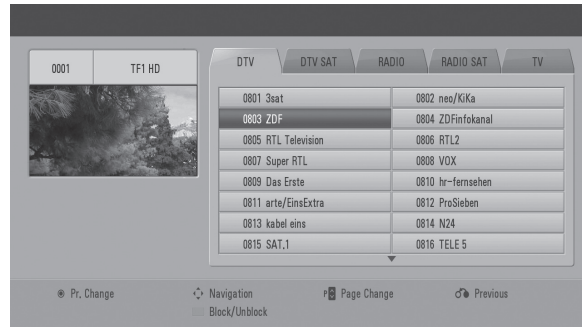 0001 TF1 HD
DTV DTV SAT RADIO RADIO SAT TV
0801 3sat 0802 neo/KiKa
0803 ZDF 0804 ZDFinfokanal
0805 RTL Television 0806 RTL2
0807 Super RTL 0808 VOX
0809 Das Erste 0810 hr-fernsehen
0811 arte/EinsExtra 0812 ProSieben
0813 kabel eins 0814 N24
0815 SAT.1 0816 TELE 5
Pr. Change Navigation P Page Change Previous
Block/Unblock